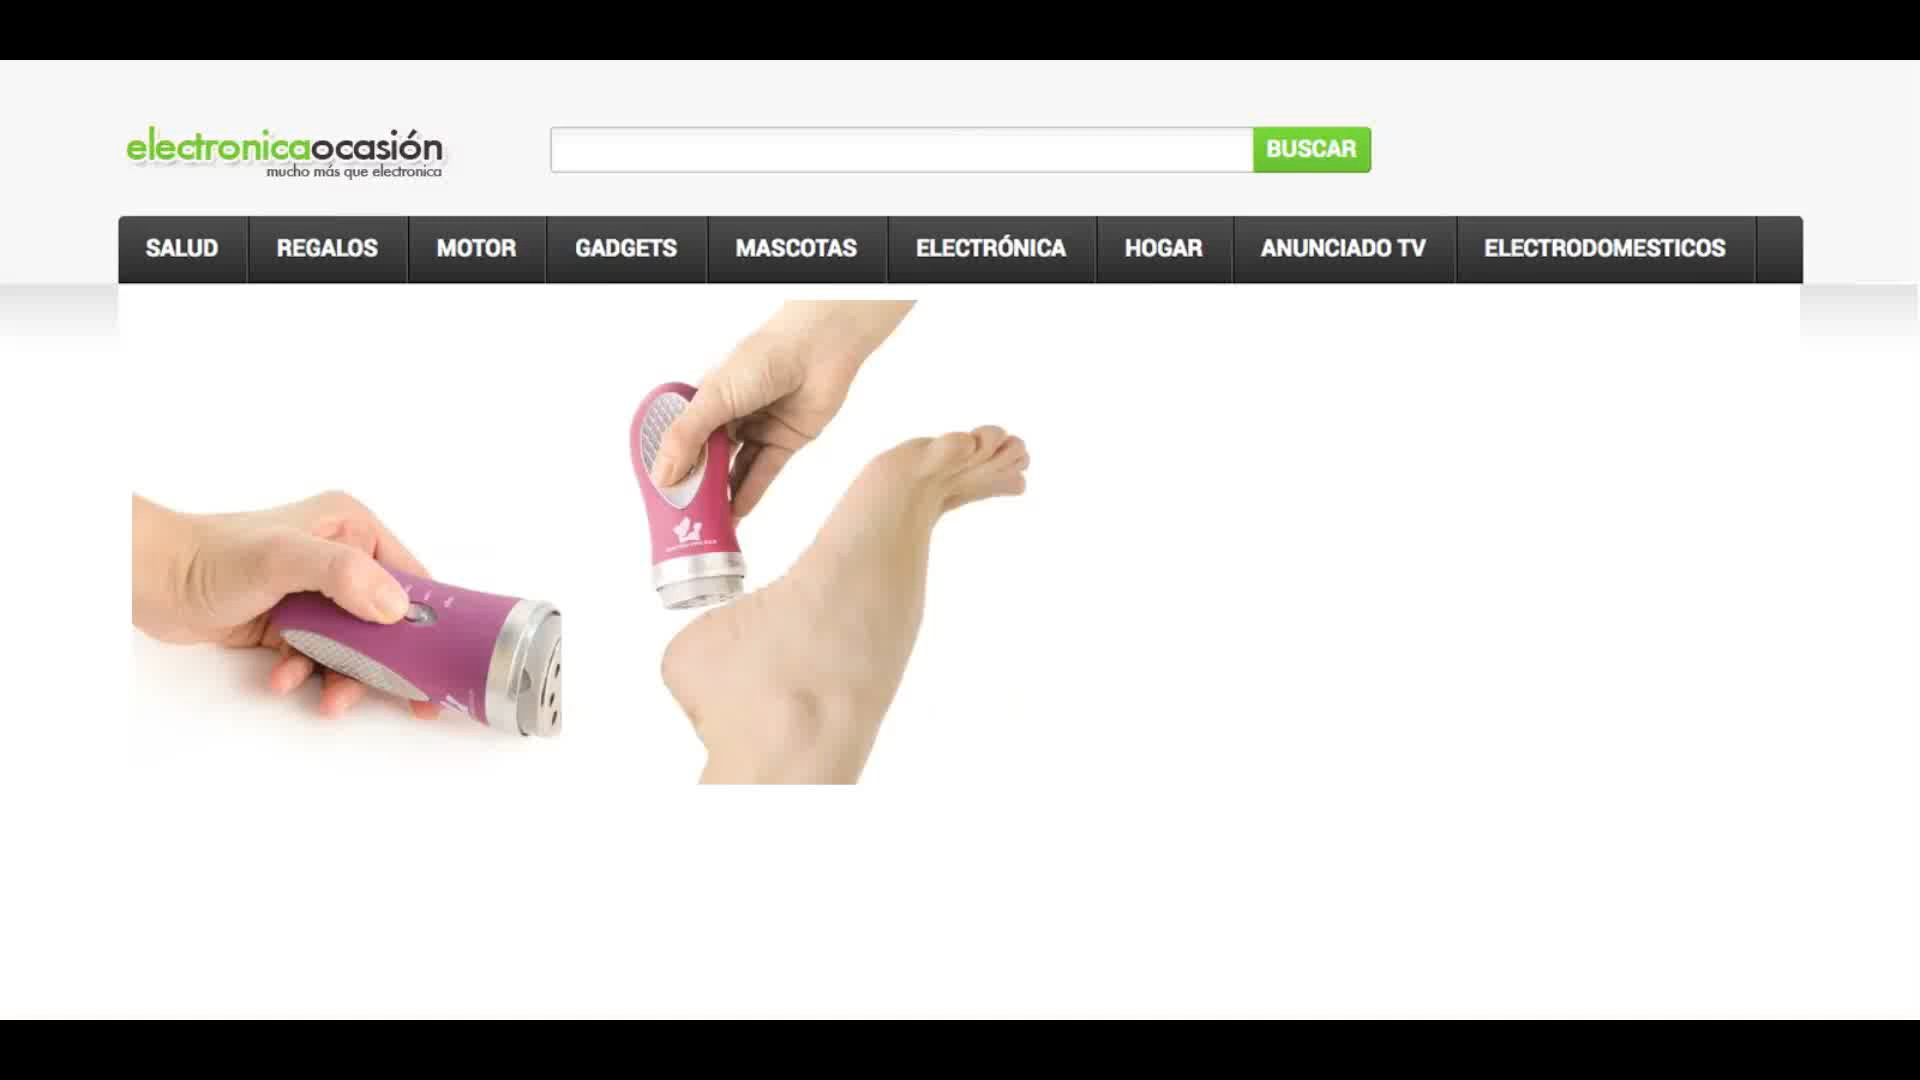 electronicaocasión
mucho más que electronica
BUSCAR
SALUD
REGALOS
MOTOR
GADGETS
MASCOTAS
ELECTRÓNICA
HOGAR
ANUNCIADO TV
ELECTRODOMESTICOS